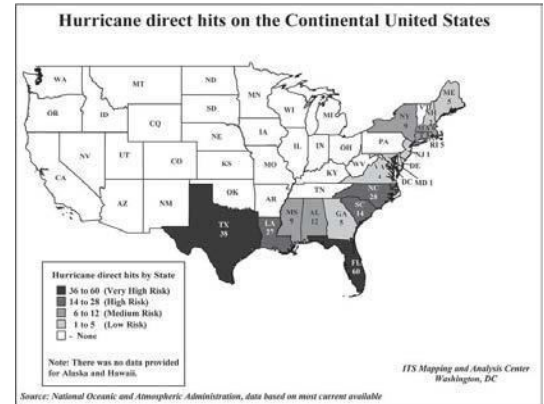 Hurricane direct hits on the Continental United States
WA
MT
ND
MN
ME
5
OR
ID
SD
WI
MI
NY
9
CQ
NE
IA
PA
RI 5
NJ 1
NV
UT
CO
KS
MO
IL
IN
OH
WV
DE
DC MD 1
CA
KY
VA
4
AZ
NM
OK
AR
TN
NC
28
SC
14
TX
36
LA
27
MS
9
AL
12
GA
5
FL
60
Hurricane direct hits by State
36 to 60 (Very High Risk)
14 to 28 (High Risk)
6 to 12 (Medium Risk)
1 to 5 (Low Risk)
- None
Note: There was no data provided
for Alaska and Hawaii.
ITS Mapping and Analysis Center
Washington, DC
Source: National Oceanic and Atmospheric Administration, data based on most current available